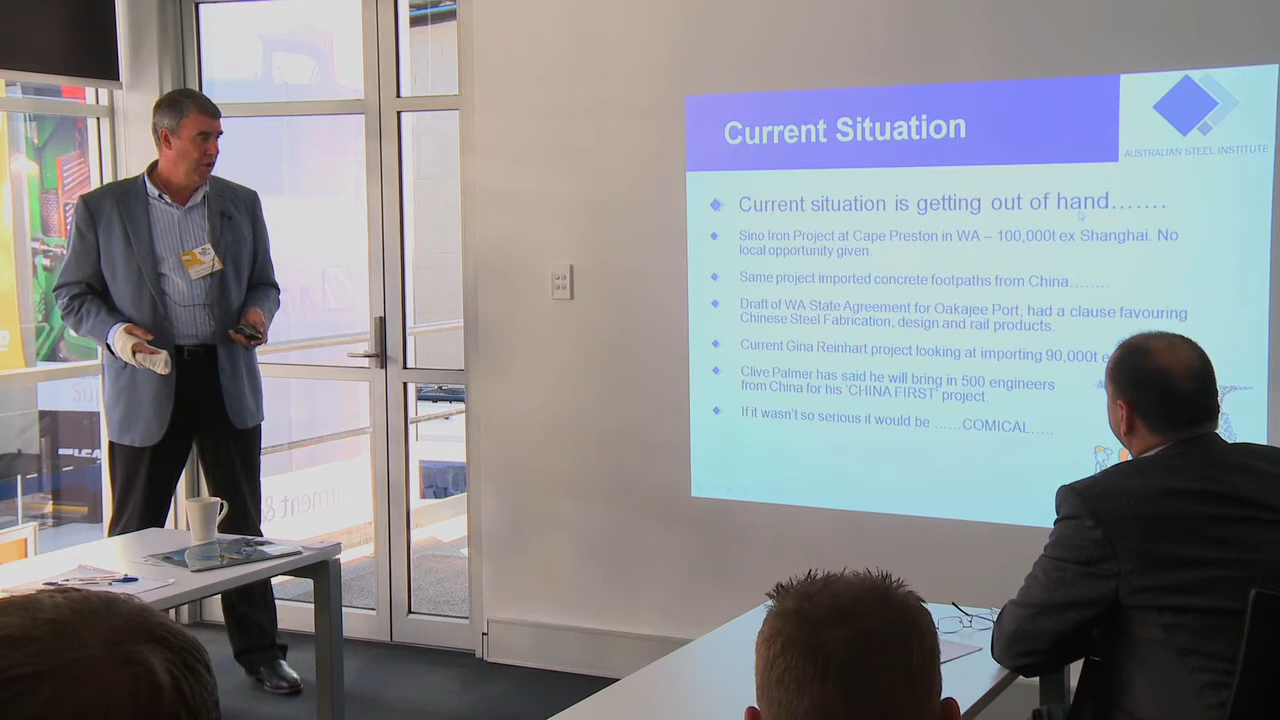 Current Situation
AUSTRALIAN STEEL INSTITUTE
Current situation is getting out of hand…….
Sino Iron Project at Cape Preston in WA – 100,000t ex Shanghai. No
local opportunity given.
Same project imported concrete footpaths from China……..
Draft of WA State Agreement for Oakajee Port, had a clause favouring
Chinese Steel Fabrication, design and rail products.
Current Gina Reinhart project looking at importing 90,000t
Clive Palmer has said he will bring in 500 engineers
from China for his 'CHINA FIRST' project.
If it wasn't so serious it would be ……COMICAL…..